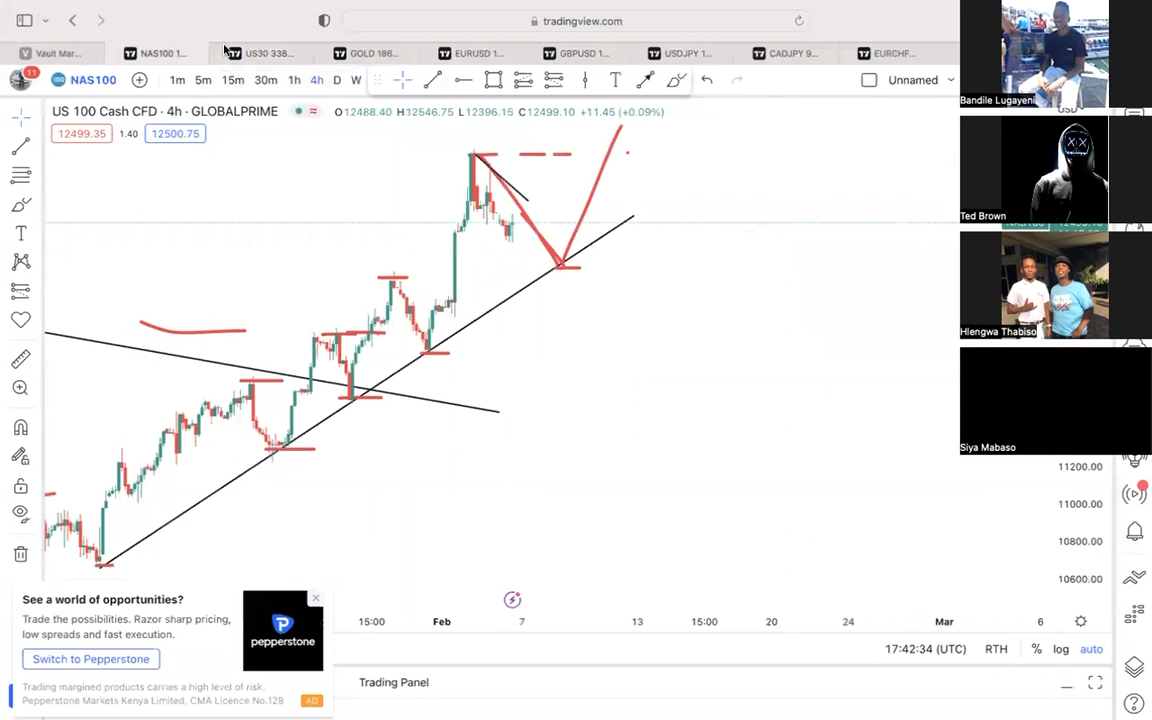 tradingview.com
Vault Mar...
NAS100 1...
US30 338...
GOLD 186...
EURUSD 1...
GBPUSD 1...
USDJPY 1...
CADJPY 9...
EURCHF...
11
100
NAS100
1m 5m 15m 30m 1h 4h D W
T
Unnamed
US 100 Cash CFD · 4h · GLOBALPRIME
O12488.40 H12546.75 L12396.15 C12499.10 +11.45 (+0.09%)
12499.35
1.40
12500.75
Bandile Lugayeni
USD
Ted Brown
Hlengwa Thabiso
Siya Mabaso
11200.00
11000.00
10800.00
10600.00
See a world of opportunities?
Trade the possibilities. Razor sharp pricing,
low spreads and fast execution.
Switch to Pepperstone
pepperstone
Trading margined products carries a high level of risk.
Pepperstone Markets Kenya Limited, CMA Licence No.128
AD
15:00
Feb
7
13
15:00
20
24
Mar
6
17:42:34 (UTC)
RTH
%
log
auto
Trading Panel